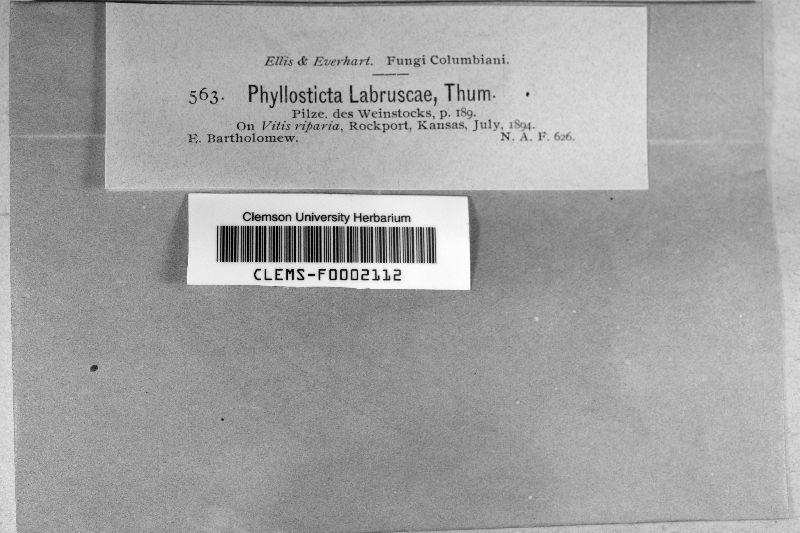 Ellis & Everhart. Fungi Columbiani.
563. Phyllosticta Labruscae, Thum.
Pilze. des Weinstocks, p. 189.
On Vitis riparia, Rockport, Kansas, July, 1894.
E. Bartholomew. N. A. F. 626.
Clemson University Herbarium
CLEMS-F0002112